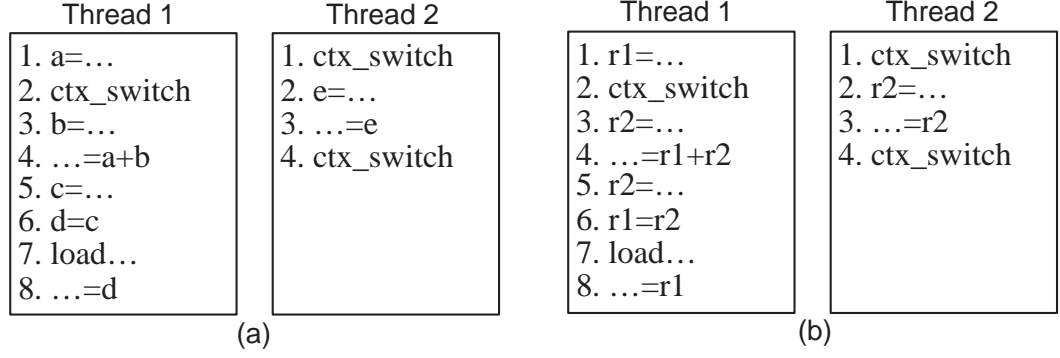 Thread 1
1. a=…
2. ctx_switch
3. b=…
4. …=a+b
5. c=…
6. d=c
7. load…
8. …=d
Thread 2
1. ctx_switch
2. e=…
3. …=e
4. ctx_switch
(a)
Thread 1
1. r1=…
2. ctx_switch
3. r2=…
4. …=r1+r2
5. r2=…
6. r1=r2
7. load…
8. …=r1
Thread 2
1. ctx_switch
2. r2=…
3. …=r2
4. ctx_switch
(b)